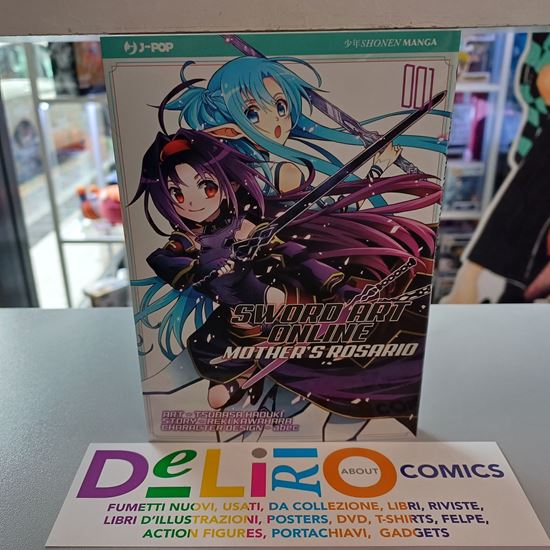 J-POP
少年 SHONEN MANGA
001
SWORD ART
ONLINE
MOTHER'S ROSARIO
ART – TSUBASA HADUKI
STORY – REKI KAWAHARA
CHARACTER DESIGN – abec
DeLiRiO ABOUT COMICS
FUMETTI NUOVI, USATI, DA COLLEZIONE, LIBRI, RIVISTE,
LIBRI D'ILLUSTRAZIONI, POSTERS, DVD, T-SHIRTS, FELPE,
ACTION FIGURES, PORTACHIAVI, GADGETS